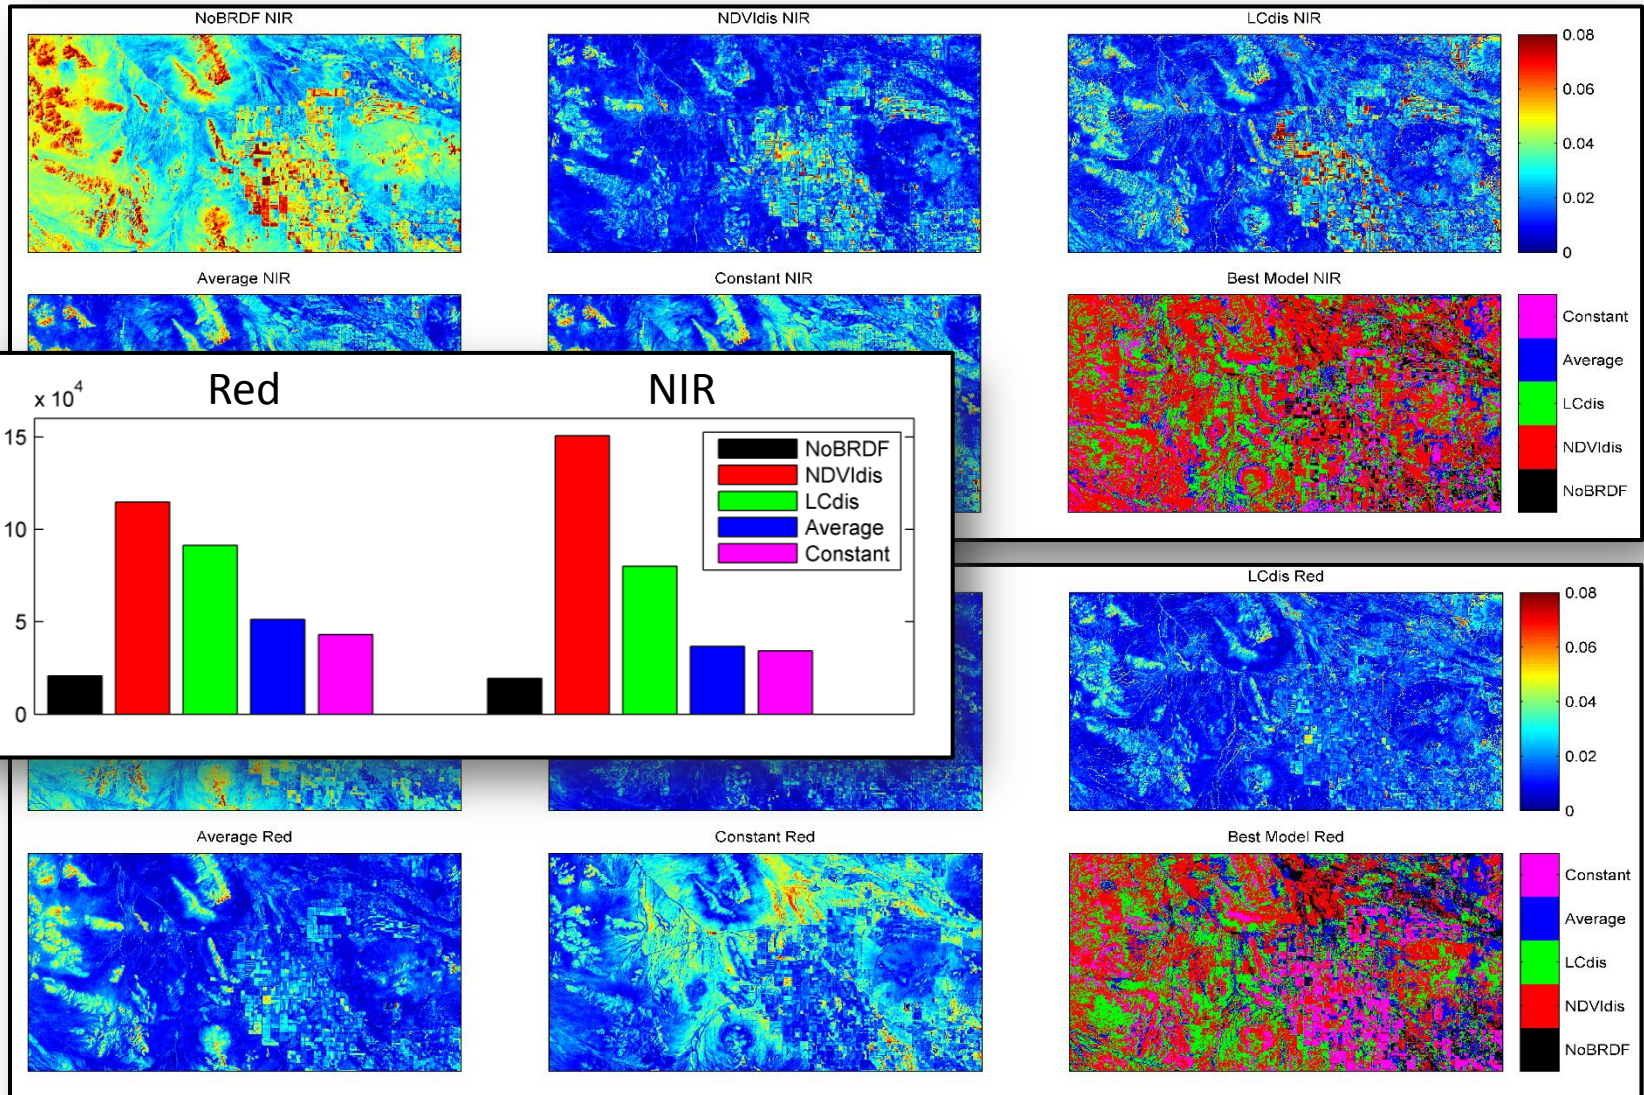 NoBRDF NIR
NDVIdis NIR
LCdis NIR
0.08
0.06
0.04
0.02
0
Average NIR
Constant NIR
Best Model NIR
Constant
Average
LCdis
NDVIdis
NoBRDF
Red
NIR
x 10^4
15
10
5
0
NoBRDF
NDVIdis
LCdis
Average
Constant
LCdis Red
0.08
0.06
0.04
0.02
0
Average Red
Constant Red
Best Model Red
Constant
Average
LCdis
NDVIdis
NoBRDF